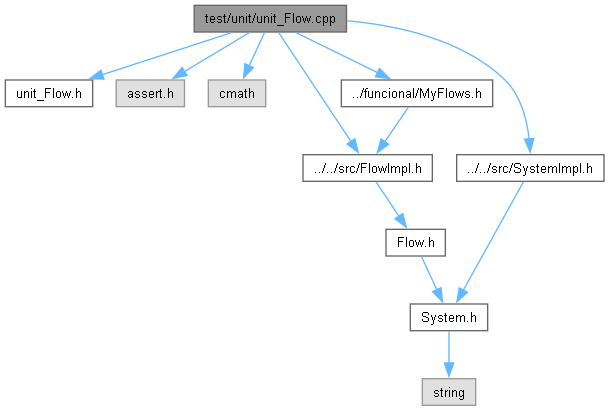 test/unit/unit_Flow.cpp
unit_Flow.h
assert.h
cmath
../funcional/MyFlows.h
../../src/FlowImpl.h
../../src/SystemImpl.h
Flow.h
System.h
string